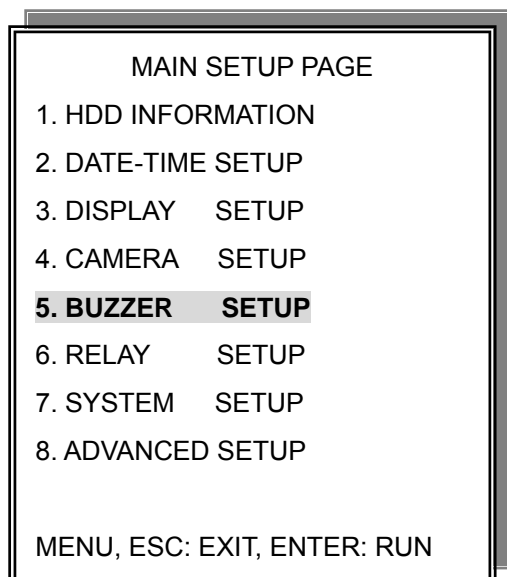 MAIN SETUP PAGE
1. HDD INFORMATION
2. DATE-TIME SETUP
3. DISPLAY SETUP
4. CAMERA SETUP
5. BUZZER SETUP
6. RELAY SETUP
7. SYSTEM SETUP
8. ADVANCED SETUP
MENU, ESC: EXIT, ENTER: RUN